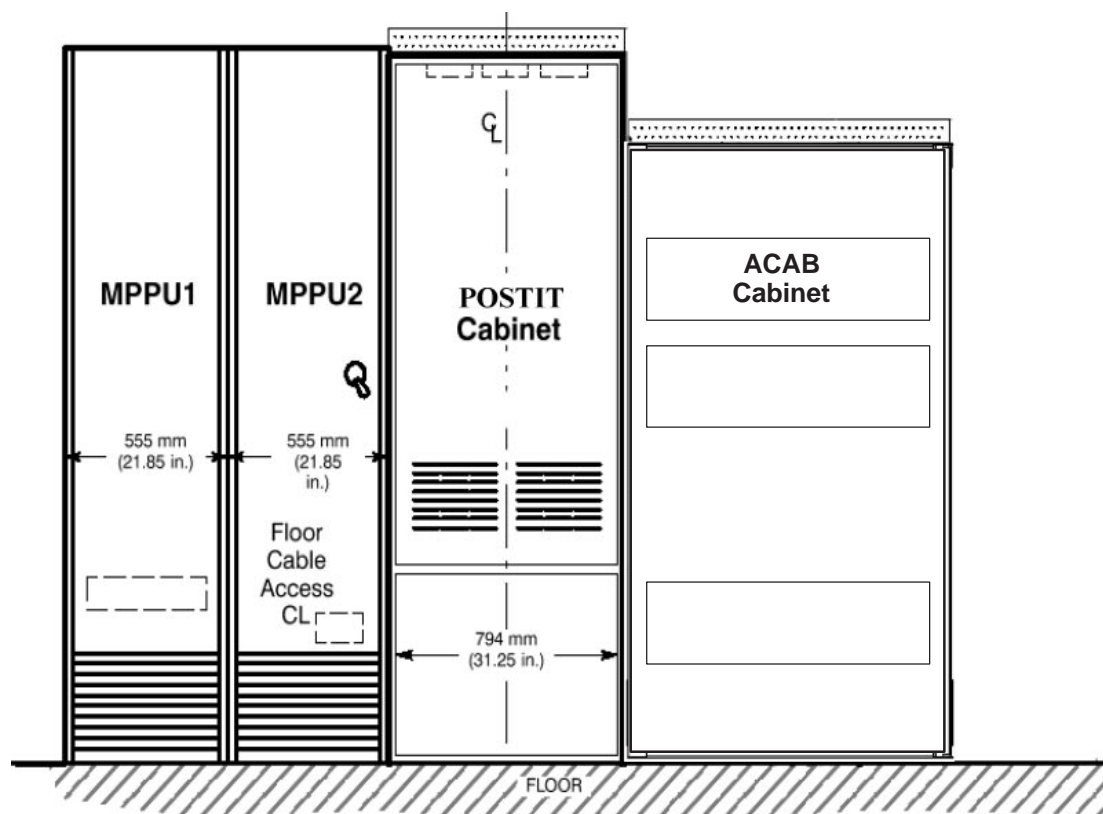 CL
MPPU1
MPPU2
POSTIT
Cabinet
ACAB
Cabinet
555 mm
(21.85 in.)
555 mm
(21.85
in.)
Floor
Cable
Access
CL
794 mm
(31.25 in.)
FLOOR